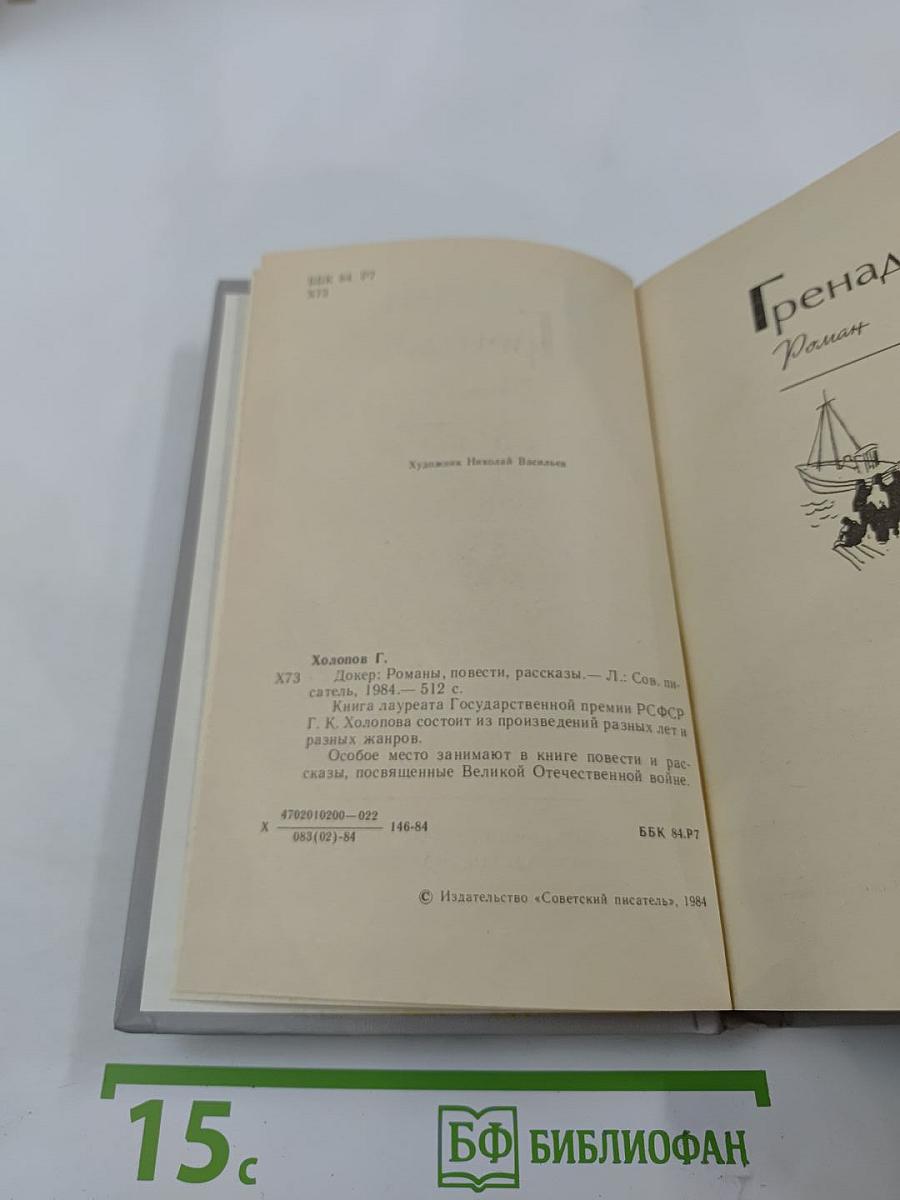 ББК 84. Р7
Х73
Художник Николай Васильев
Холопов Г.
Х73 Докер: Романы, повести, рассказы.— Л.: Сов. пи-
сатель, 1984.— 512 с.
Книга лауреата Государственной премии РСФСР
Г. К. Холопова состоит из произведений разных лет и
разных жанров.
Особое место занимают в книге повести и рас-
сказы, посвященные Великой Отечественной войне.
4702010200—022
Х 146-84
083(02)-84
ББК 84.Р7
© Издательство «Советский писатель», 1984
Гренад
Роман
15 с
БФ БИБЛИОФАН